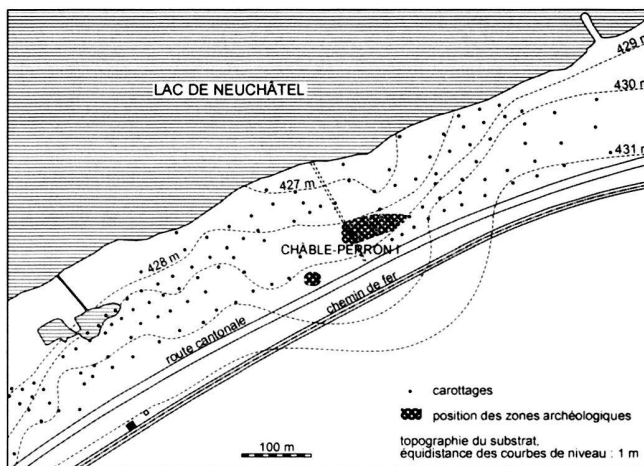 429 m
430 m
431 m
LAC DE NEUCHÂTEL
427 m
CHÂBLE-PERRON I
428 m
chemin de fer
route cantonale
carottages
position des zones archéologiques
topographie du substrat,
équidistance des courbes de niveau : 1 m
100 m